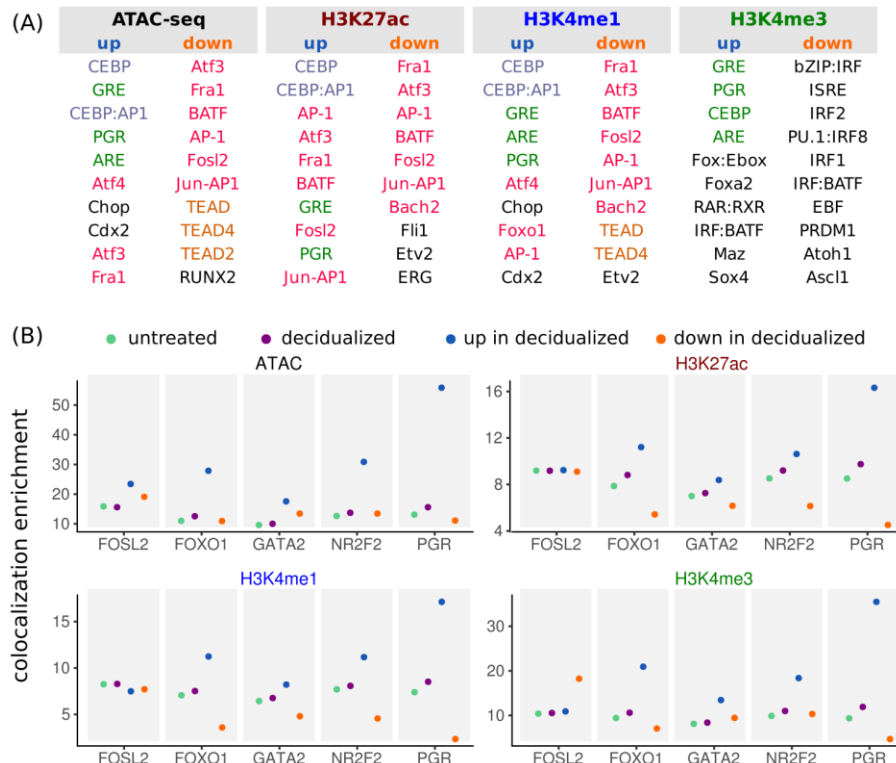 (A)
ATAC-seq H3K27ac H3K4me1 H3K4me3
up down up down up down up down
CEBP Atf3 CEBP Fra1 CEBP Fra1 GRE bZIP:IRF
GRE Fra1 CEBP:AP1 Atf3 CEBP:AP1 Atf3 PGR ISRE
CEBP:AP1 BATF AP-1 AP-1 GRE BATF CEBP IRF2
PGR AP-1 Atf3 BATF ARE Fosl2 ARE PU.1:IRF8
ARE Fosl2 Fra1 Fosl2 PGR AP-1 Fox:Ebox IRF1
Atf4 Jun-AP1 BATF Jun-AP1 Atf4 Jun-AP1 Foxa2 IRF:BATF
Chop TEAD GRE Bach2 Chop Bach2 RAR:RXR EBF
Cdx2 TEAD4 Fosl2 Fli1 Foxo1 TEAD IRF:BATF PRDM1
Atf3 TEAD2 PGR Etv2 AP-1 TEAD4 Maz Atoh1
Fra1 RUNX2 Jun-AP1 ERG Cdx2 Etv2 Sox4 Ascl1
(B)
untreated decidualized up in decidualized down in decidualized
colocalization enrichment
ATAC
50
40
30
20
10
FOSL2 FOXO1 GATA2 NR2F2 PGR
H3K27ac
16
12
8
4
FOSL2 FOXO1 GATA2 NR2F2 PGR
H3K4me1
15
10
5
FOSL2 FOXO1 GATA2 NR2F2 PGR
H3K4me3
30
20
10
FOSL2 FOXO1 GATA2 NR2F2 PGR